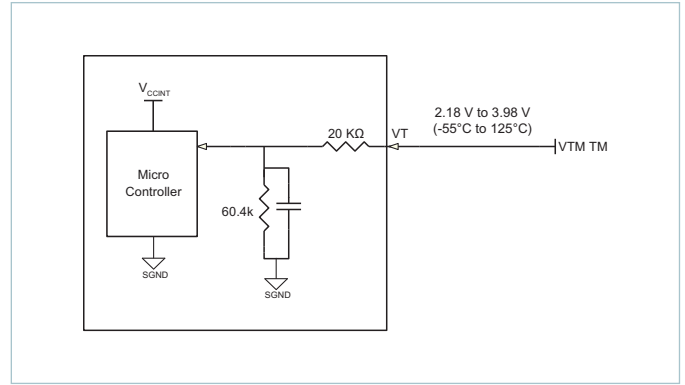 V_CCINT
2.18 V to 3.98 V
(-55°C to 125°C)
20 KΩ
VT
VTM TM
Micro
Controller
60.4k
SGND
SGND